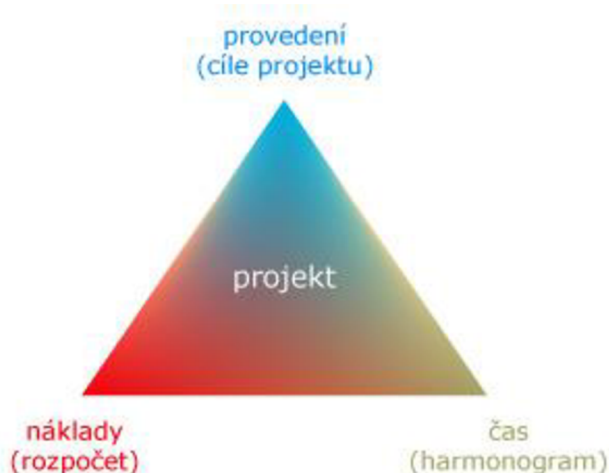 provedení
(cíle projektu)
projekt
náklady
(rozpočet)
čas
(harmonogram)